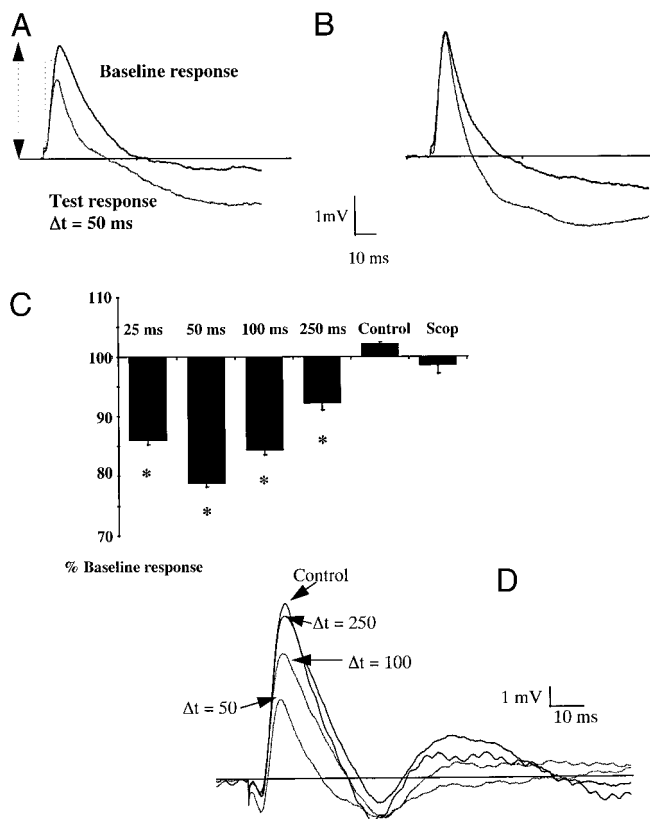 A
B
Baseline response
Test response
Δt = 50 ms
1mV
10 ms
C
110
25 ms 50 ms 100 ms 250 ms Control Scop
100
90
*
*
*
*
80
70
% Baseline response
D
Control
Δt = 250
Δt = 100
Δt = 50
1 mV
10 ms